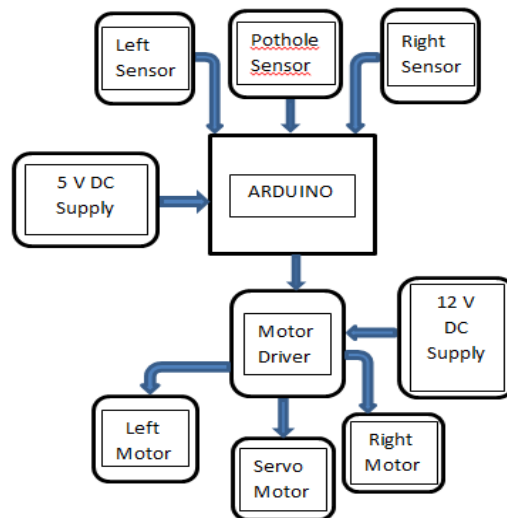 Left
Sensor
Pothole
Sensor
Right
Sensor
5 V DC
Supply
ARDUINO
Motor
Driver
12 V
DC
Supply
Left
Motor
Servo
Motor
Right
Motor